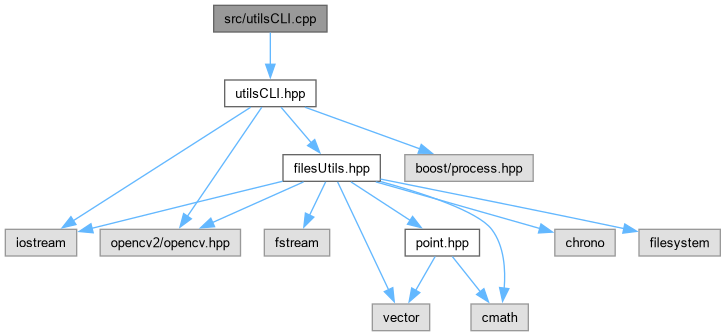 src/utilsCLI.cpp
utilsCLI.hpp
filesUtils.hpp
boost/process.hpp
iostream
opencv2/opencv.hpp
fstream
point.hpp
chrono
filesystem
vector
cmath